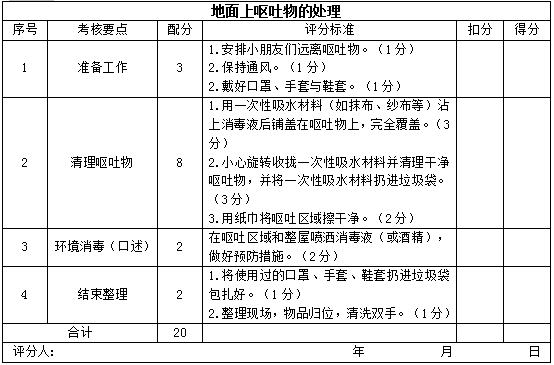 地面上呕吐物的处理
序号 考核要点 配分 评分标准 扣分 得分
1 准备工作 3 1.安排小朋友们远离呕吐物。（1 分）
2.保持通风。（1 分）
2.戴好口罩、手套与鞋套。（1 分）
2 清理呕吐物 8 1.用一次性吸水材料（如抹布、纱布等）沾
上消毒液后铺盖在呕吐物上，完全覆盖。（3
分）
2.小心旋转收拢一次性吸水材料并清理干净
呕吐物，并将一次性吸水材料扔进垃圾袋。
（3 分）
3.用纸巾将呕吐区域擦干净。（2 分）
3 环境消毒（口述） 2 在呕吐区域和整屋喷洒消毒液（或酒精），
做好预防措施。（2 分）
4 结束整理 2 1.将使用过的口罩、手套、鞋套扔进垃圾袋
包扎好。（1 分）
2.整理现场，物品归位，清洗双手。（1 分）
合计 20
评分人： 年 月 日